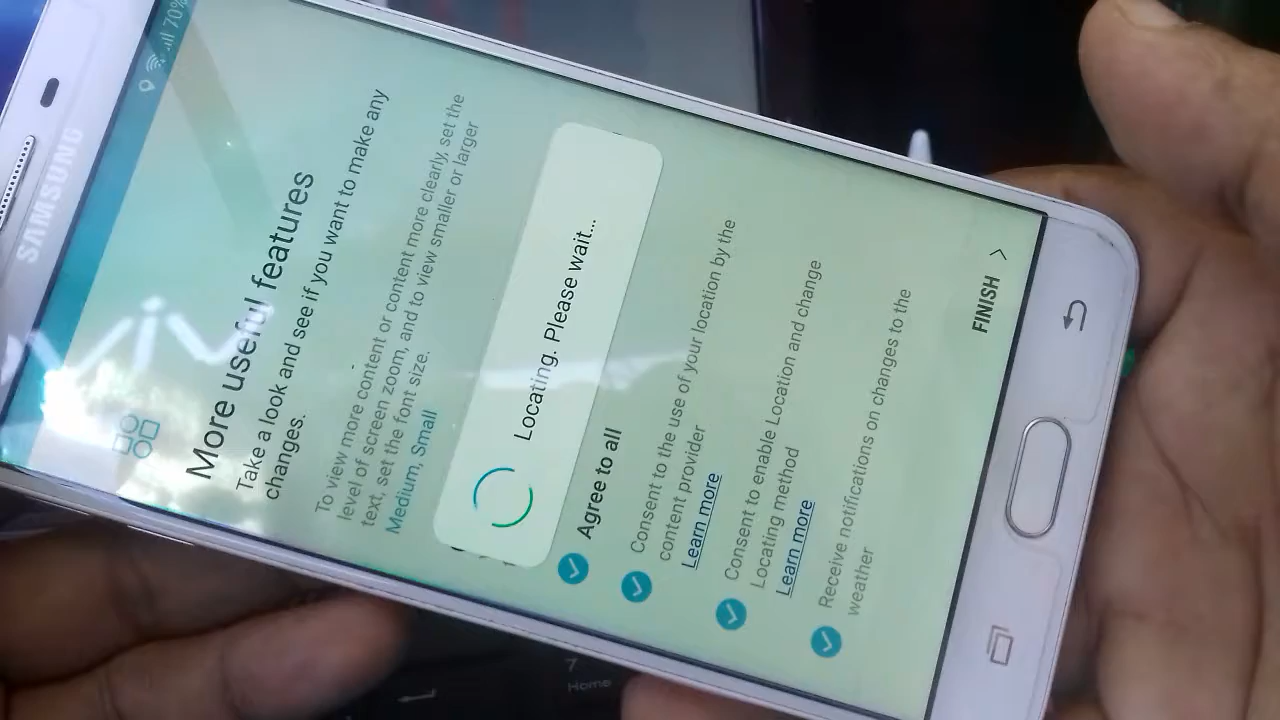 70%
SAMSUNG
More useful features
Take a look and see if you want to make any
changes.
To view more content or content more clearly, set the
level of screen zoom, and to view smaller or larger
text, set the font size.
Medium, Small
Locating. Please wait...
Agree to all
Consent to the use of your location by the
content provider
Learn more
Consent to enable Location and change
Locating method
Learn more
Receive notifications on changes to the
weather
FINISH >
7
Home